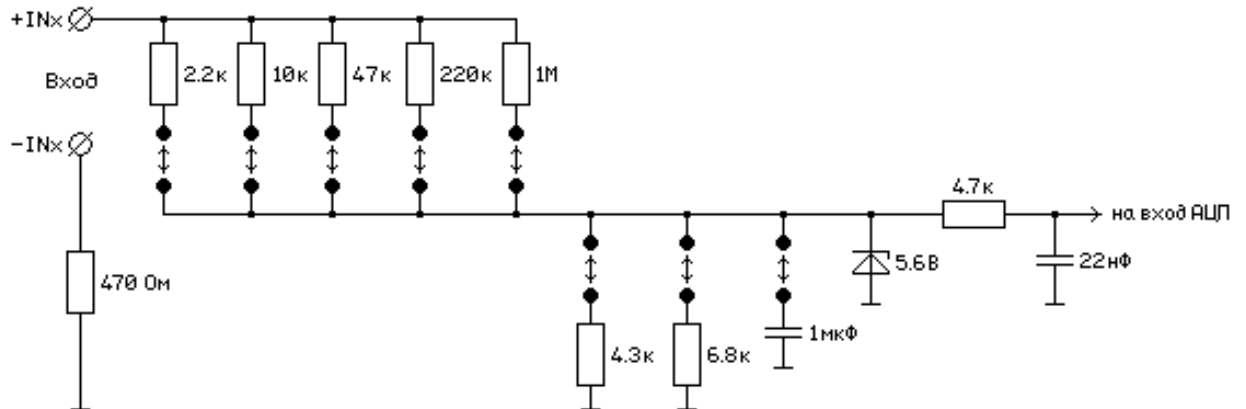 +INx
2.2к
10к
47к
220к
1М
Вход
-INx
4.7к
на вход АЦП
470 Ом
5.6В
22нФ
4.3к
6.8к
1мкФ